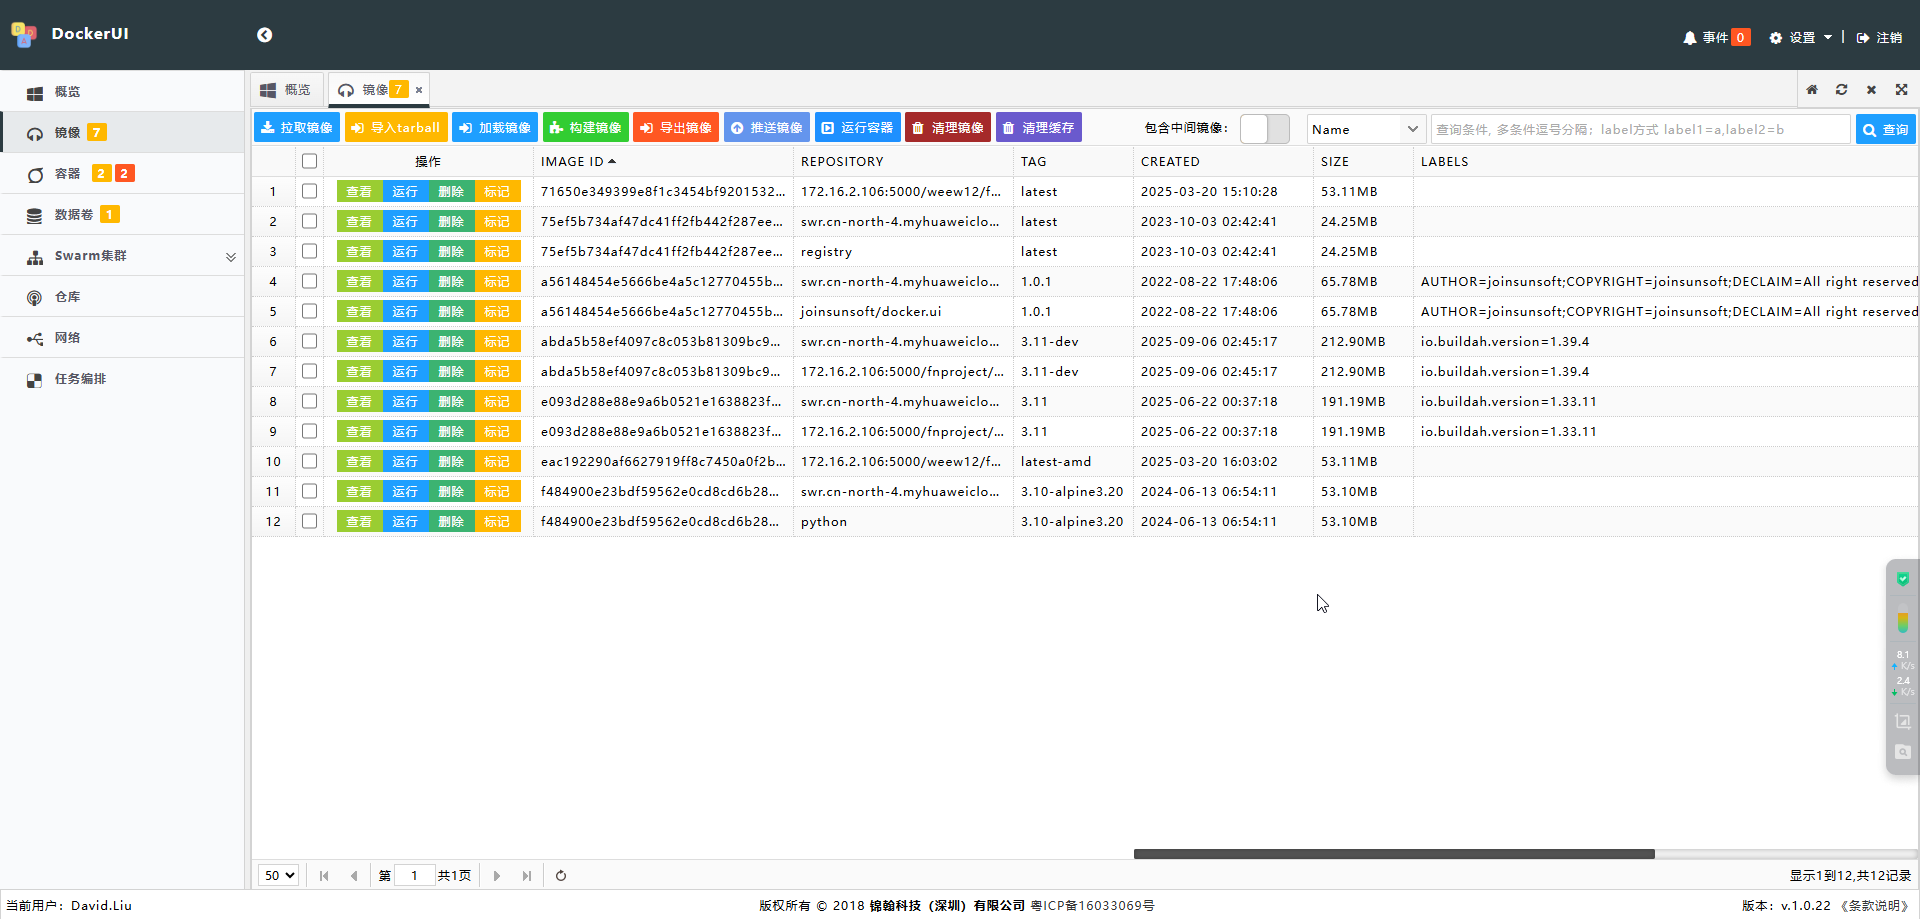 DockerUI
事件 0 设置 注销
概览
镜像 7
容器 2 2
数据卷 1
Swarm集群
仓库
网络
任务编排
概览 镜像 7 ×
拉取镜像 导入tarball 加载镜像 构建镜像 导出镜像 推送镜像 运行容器 清理镜像 清理缓存 包含中间镜像: Name 查询条件, 多条件逗号分隔; label方式 label1=a,label2=b 查询
操作 IMAGE ID REPOSITORY TAG CREATED SIZE LABELS
1 查看 运行 删除 标记 71650e349399e8f1c3454bf9201532... 172.16.2.106:5000/weew12/f... latest 2025-03-20 15:10:28 53.11MB
2 查看 运行 删除 标记 75ef5b734af47dc41ff2fb442f287ee... swr.cn-north-4.myhuaweiclo... latest 2023-10-03 02:42:41 24.25MB
3 查看 运行 删除 标记 75ef5b734af47dc41ff2fb442f287ee... registry latest 2023-10-03 02:42:41 24.25MB
4 查看 运行 删除 标记 a56148454e5666be4a5c12770455b... swr.cn-north-4.myhuaweiclo... 1.0.1 2022-08-22 17:48:06 65.78MB AUTHOR=joinsunsoft;COPYRIGHT=joinsunsoft;DECLAIM=All right reserved
5 查看 运行 删除 标记 a56148454e5666be4a5c12770455b... joinsunsoft/docker.ui 1.0.1 2022-08-22 17:48:06 65.78MB AUTHOR=joinsunsoft;COPYRIGHT=joinsunsoft;DECLAIM=All right reserved
6 查看 运行 删除 标记 abda5b58ef4097c8c053b81309bc9... swr.cn-north-4.myhuaweiclo... 3.11-dev 2025-09-06 02:45:17 212.90MB io.buildah.version=1.39.4
7 查看 运行 删除 标记 abda5b58ef4097c8c053b81309bc9... 172.16.2.106:5000/fnproject/... 3.11-dev 2025-09-06 02:45:17 212.90MB io.buildah.version=1.39.4
8 查看 运行 删除 标记 e093d288e88e9a6b0521e1638823f... swr.cn-north-4.myhuaweiclo... 3.11 2025-06-22 00:37:18 191.19MB io.buildah.version=1.33.11
9 查看 运行 删除 标记 e093d288e88e9a6b0521e1638823f... 172.16.2.106:5000/fnproject/... 3.11 2025-06-22 00:37:18 191.19MB io.buildah.version=1.33.11
10 查看 运行 删除 标记 eac192290af6627919ff8c7450a0f2b... 172.16.2.106:5000/weew12/f... latest-amd 2025-03-20 16:03:02 53.11MB
11 查看 运行 删除 标记 f484900e23bdf59562e0cd8cd6b28... swr.cn-north-4.myhuaweiclo... 3.10-alpine3.20 2024-06-13 06:54:11 53.10MB
12 查看 运行 删除 标记 f484900e23bdf59562e0cd8cd6b28... python 3.10-alpine3.20 2024-06-13 06:54:11 53.10MB
8.1
K/s
2.4
K/s
50 第 1 共1页 显示1到12,共12记录
当前用户: David.Liu 版权所有 © 2018 锦翰科技 (深圳) 有限公司 粤ICP备16033069号 版本: v.1.0.22 《条款说明》